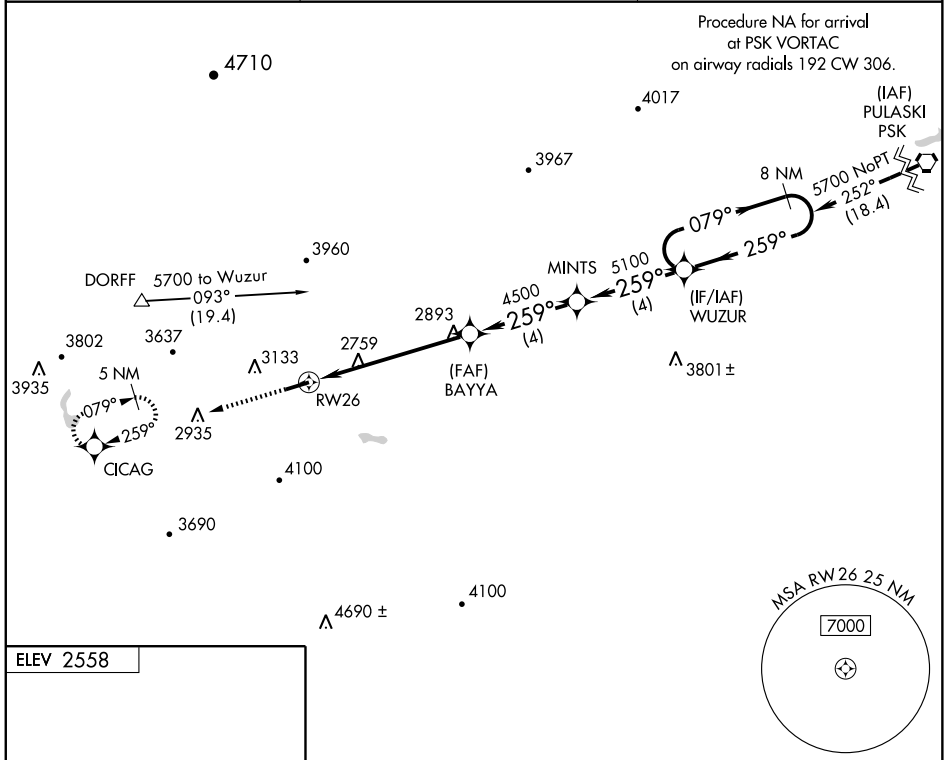 Procedure NA for arrival
at PSK VORTAC
on airway radials 192 CW 306.
4710
4017
(IAF)
PULASKI
PSK
3967
8 NM
5700 NoPT
252°
(18.4)
079°
259°
3960
MINTS
5100
259°
(4)
(IF/IAF)
WUZUR
DORFF
5700 to Wuzur
093°
(19.4)
4500
259°
(4)
2893
3802
3637
3133
2759
(FAF)
BAYYA
3801 ±
3935
5 NM
079°
259°
RW26
2935
CICAG
4100
3690
4690 ±
4100
MSA RW26 25 NM
7000
ELEV 2558